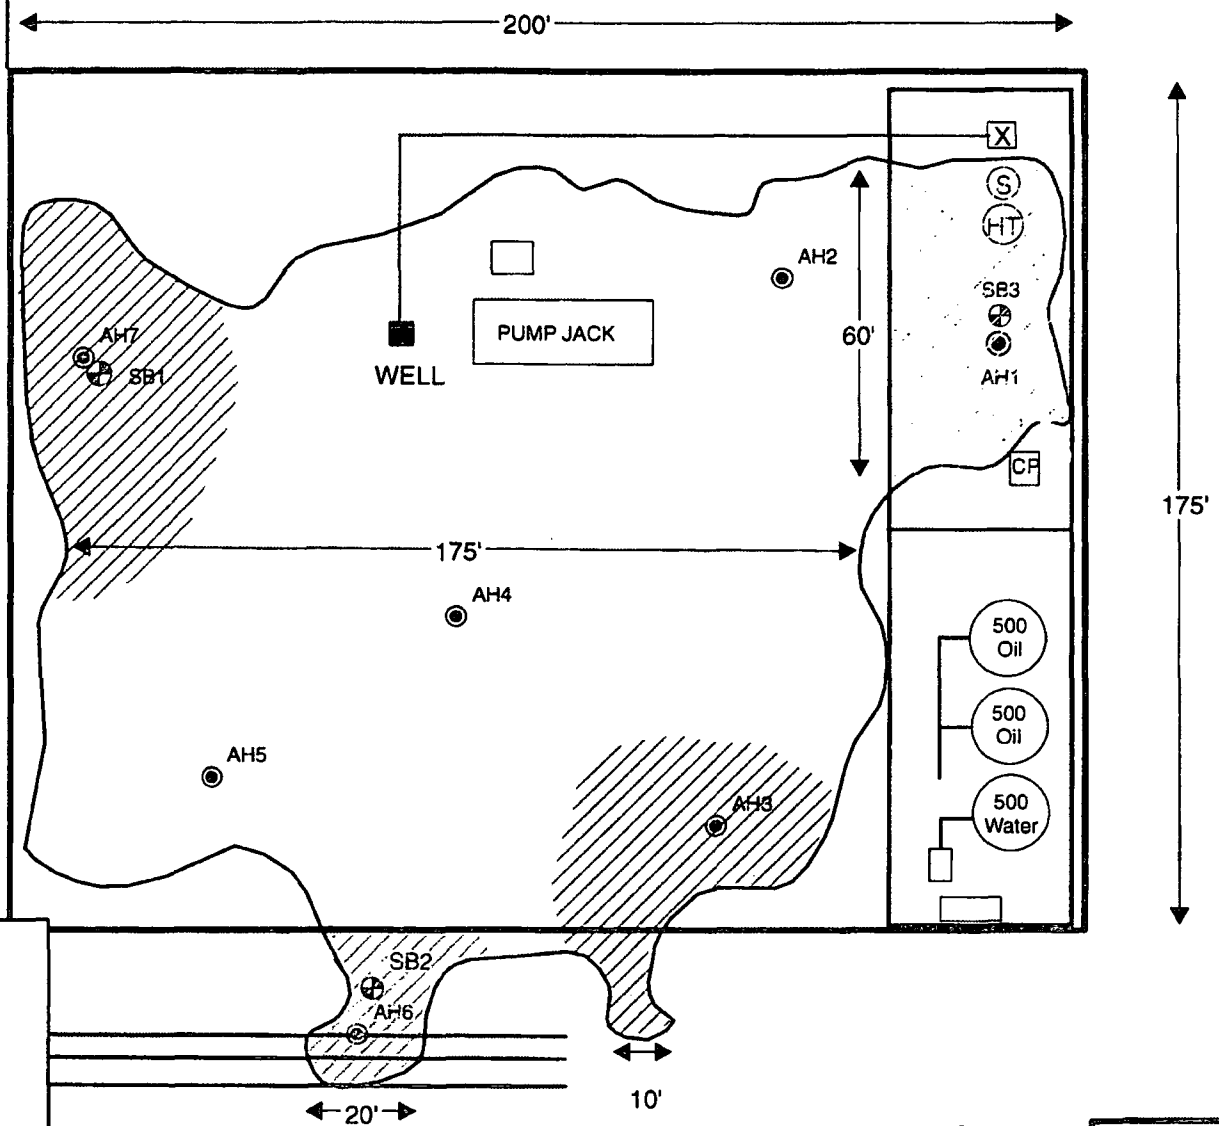 200'
X
S
HT
AH2
SB3
AH7
PUMP JACK
60'
SB1
WELL
AH1
CP
175'
175'
AH4
500
Oil
500
Oil
AH5
AH3
500
Water
SB2
AH6
10'
20'